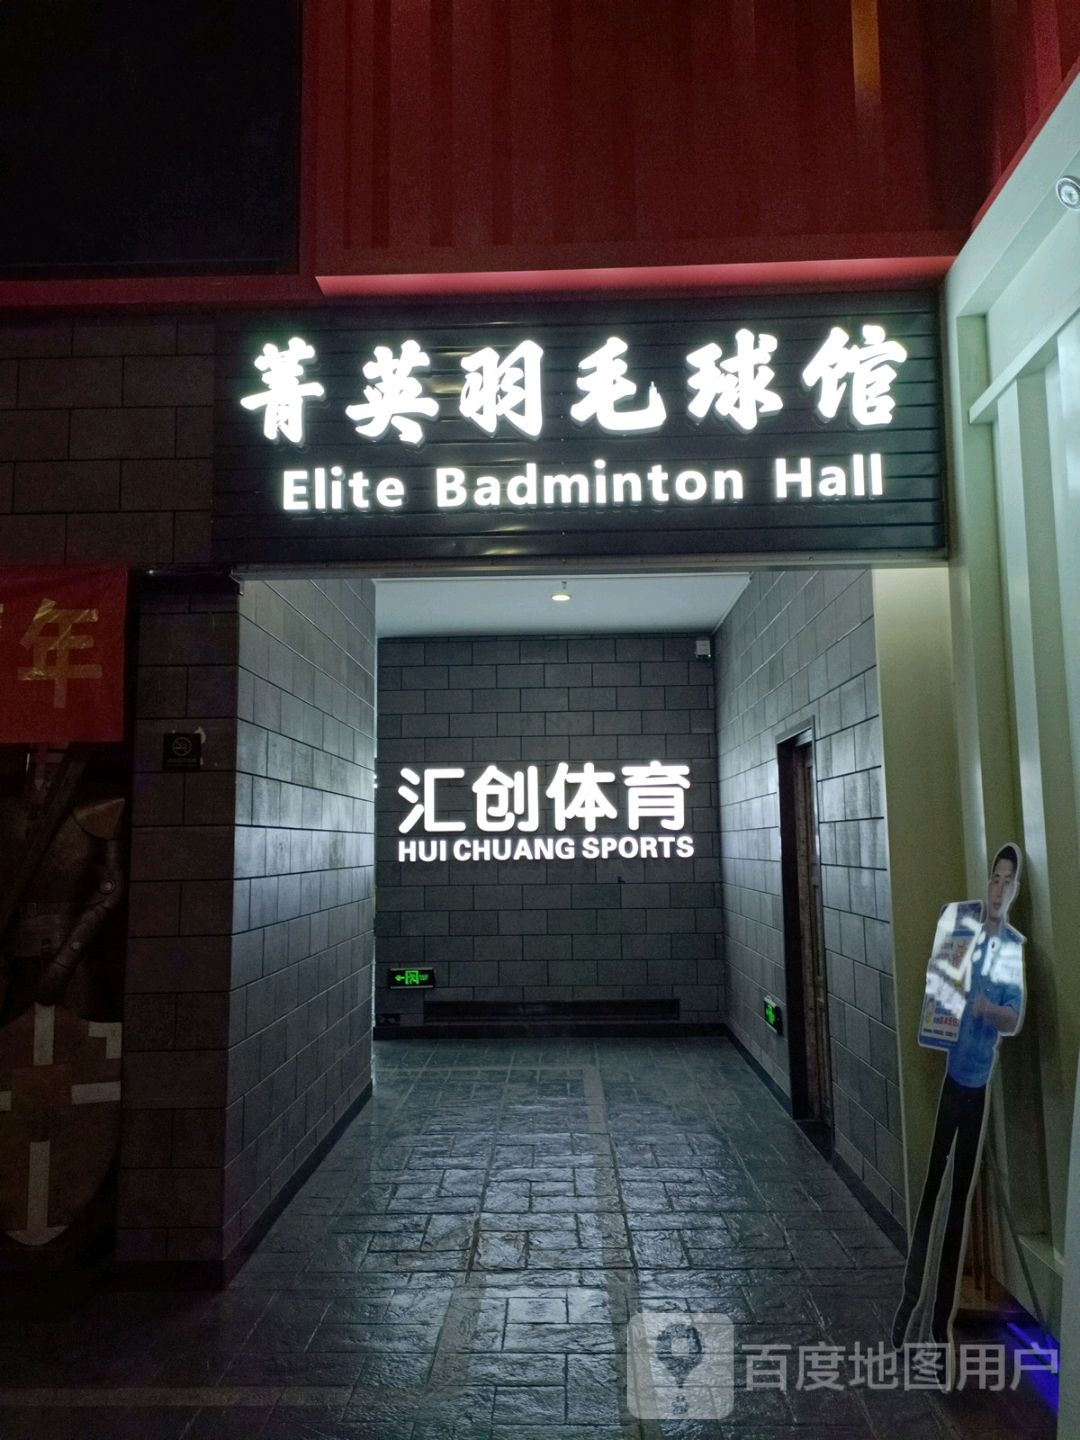 菁英羽毛球馆
Elite Badminton Hall
年
汇创体育
HUI CHUANG SPORTS
百度地图用户